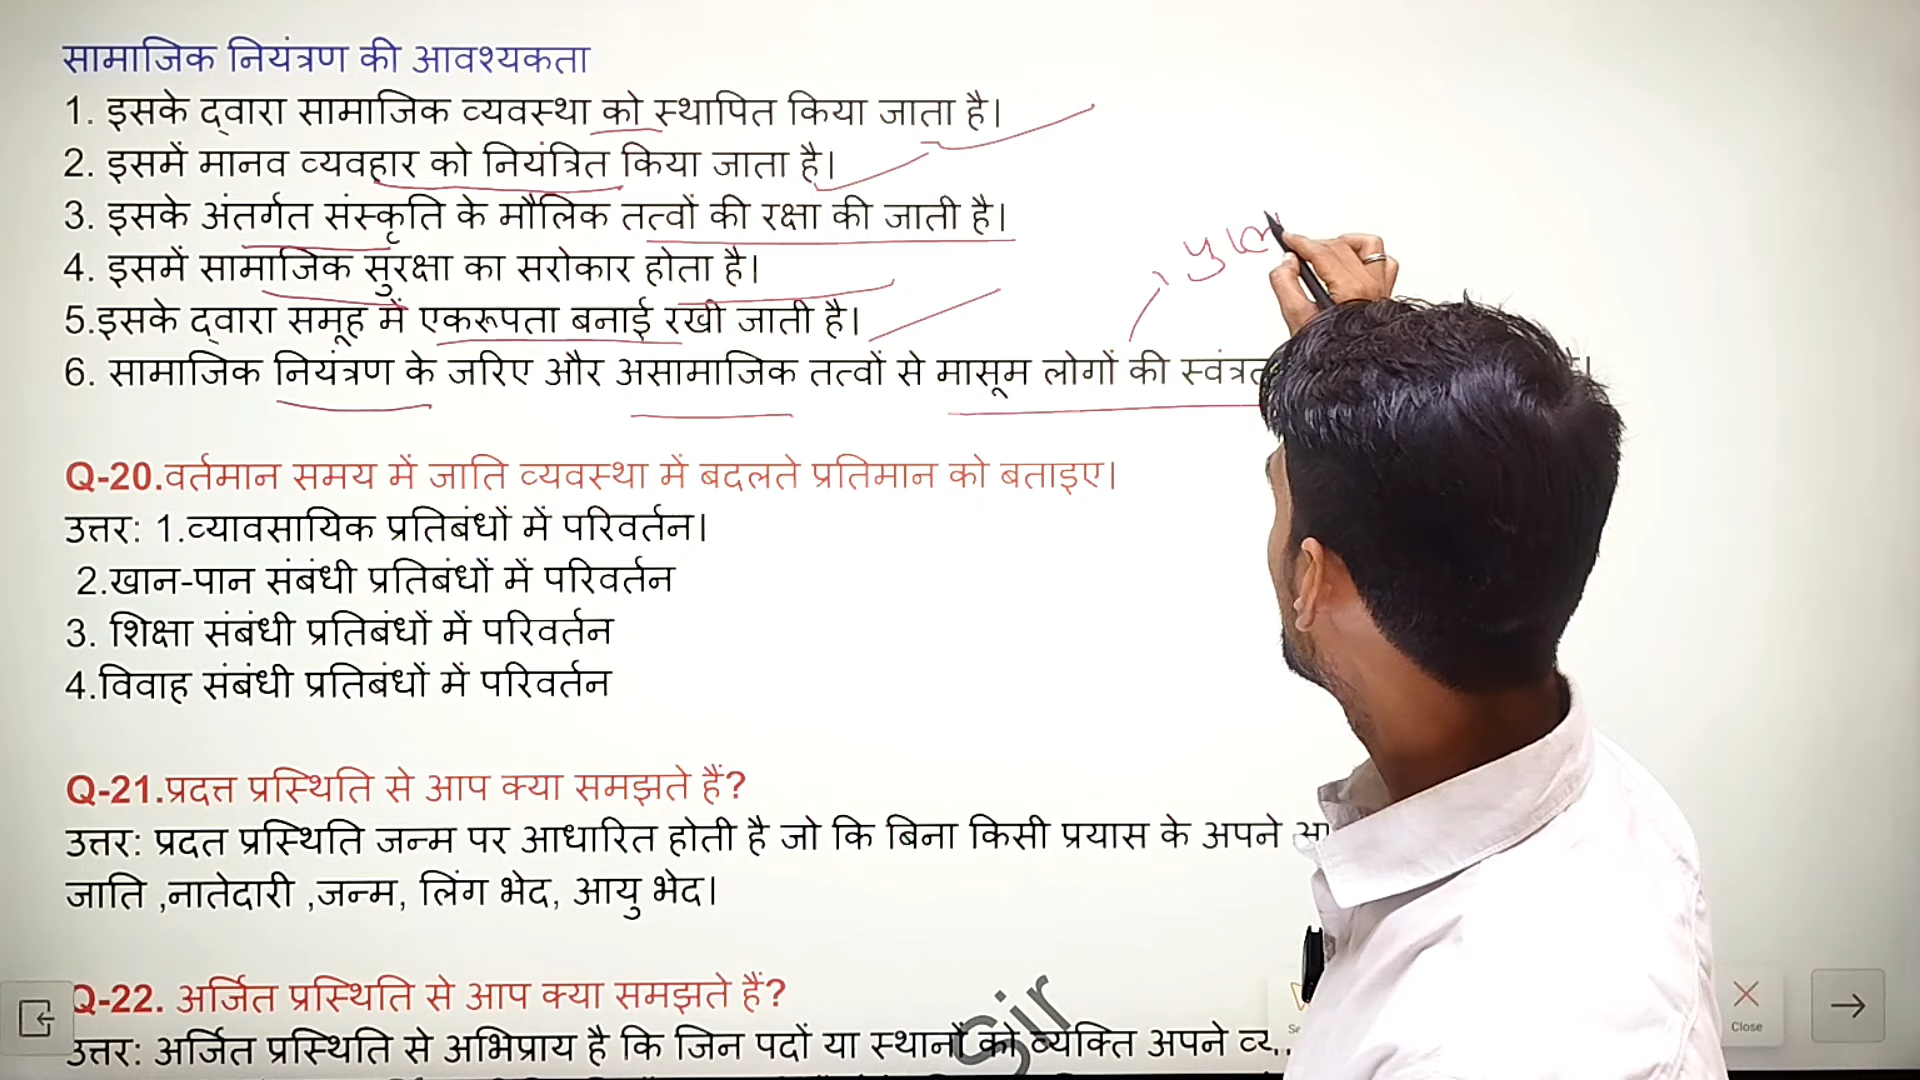 सामाजिक नियंत्रण की आवश्यकता
1. इसके द्वारा सामाजिक व्यवस्था को स्थापित किया जाता है।
2. इसमें मानव व्यवहार को नियंत्रित किया जाता है।
3. इसके अंतर्गत संस्कृति के मौलिक तत्वों की रक्षा की जाती है।
4. इसमें सामाजिक सुरक्षा का सरोकार होता है।
5.इसके द्वारा समूह में एकरूपता बनाई रखी जाती है।
6. सामाजिक नियंत्रण के जरिए और असामाजिक तत्वों से मासूम लोगों की
Q-20.वर्तमान समय में जाति व्यवस्था में बदलते प्रतिमान को बताइए।
उत्तर: 1.व्यावसायिक प्रतिबंधों में परिवर्तन।
2.खान-पान संबंधी प्रतिबंधों में परिवर्तन
3. शिक्षा संबंधी प्रतिबंधों में परिवर्तन
4.विवाह संबंधी प्रतिबंधों में परिवर्तन
Q-21.प्रदत्त प्रस्थिति से आप क्या समझते हैं?
उत्तर: प्रदत प्रस्थिति जन्म पर आधारित होती है जो कि बिना किसी प्रयास के अपने
जाति ,नातेदारी ,जन्म, लिंग भेद, आयु भेद।
Q-22. अर्जित प्रस्थिति से आप क्या समझते हैं?
उत्तर: अर्जित प्रस्थिति से अभिप्राय है कि जिन पदों या स्थानों को व्यक्ति अपने
Sir
Close